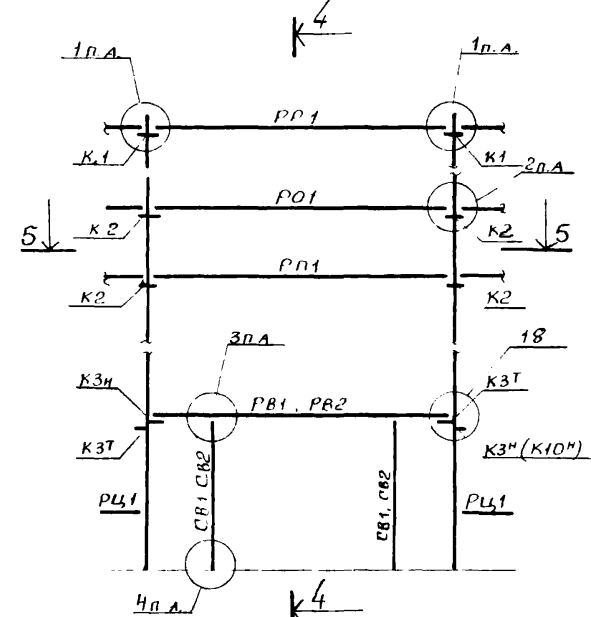 4
1п.А.
1п.А.
РР1
К1
К1
2п.А
РО1
5
К2
К2
5
РП1
К2
К2
3п.А
18
К3н
К3т
РВ1, РВ2
К3т
К3н (К10н)
СВ1, СВ2
СВ1, СВ2
РЦ1
РЦ1
4п.А.
4